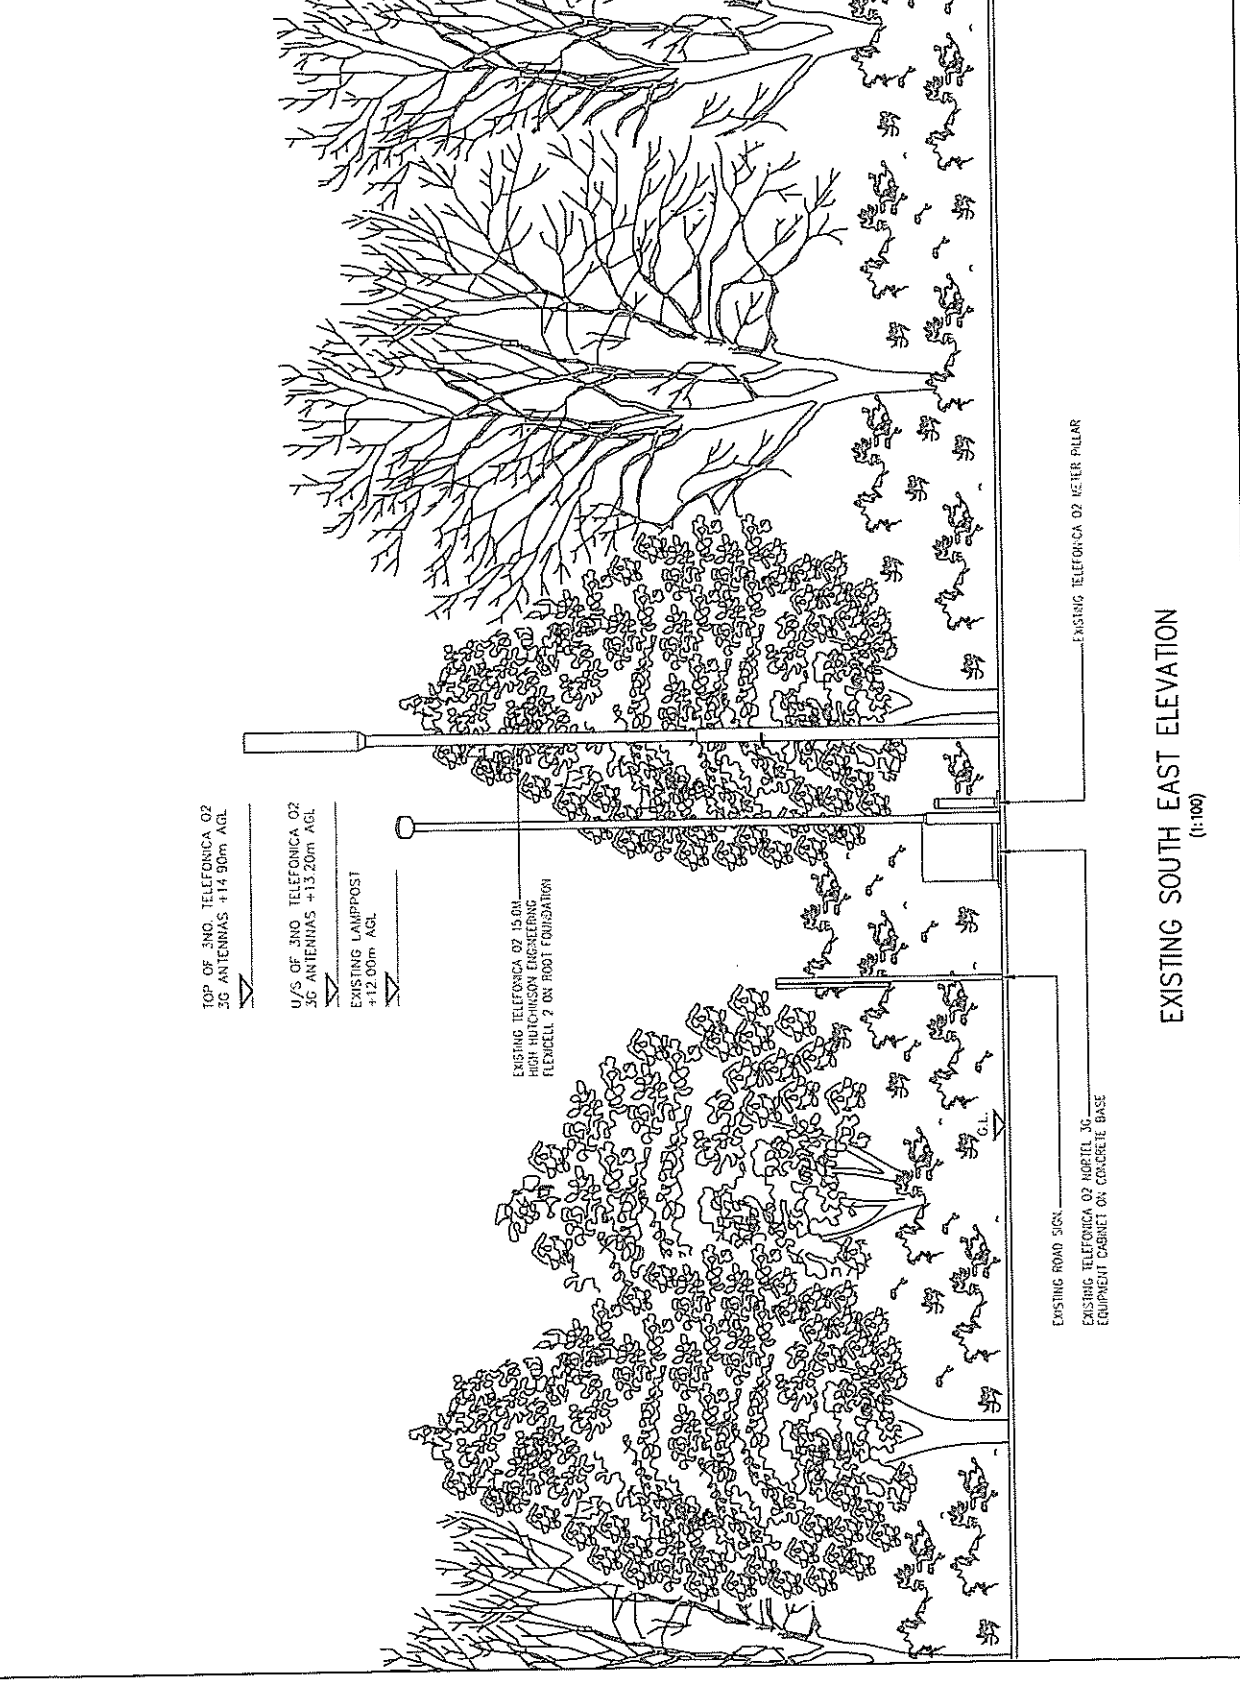 TOP OF 3NO. TELEFONICA O2
3G ANTENNAS +14.90m AGL
U/S OF 3NO TELEFONICA O2
3G ANTENNAS +13.20m AGL
EXISTING LAMPPOST
+12.00m AGL
EXISTING TELEFONICA O2 15.0M
HIGH HUTCHINSON ENGINEERING
FLEXICELL 2 ON ROOT FOUNDATION
G.L.
EXISTING ROAD SIGN
EXISTING TELEFONICA O2 NORTEL 3G
EQUIPMENT CABINET ON CONCRETE BASE
EXISTING TELEFONICA O2 METER PILLAR
EXISTING SOUTH EAST ELEVATION
(1:100)